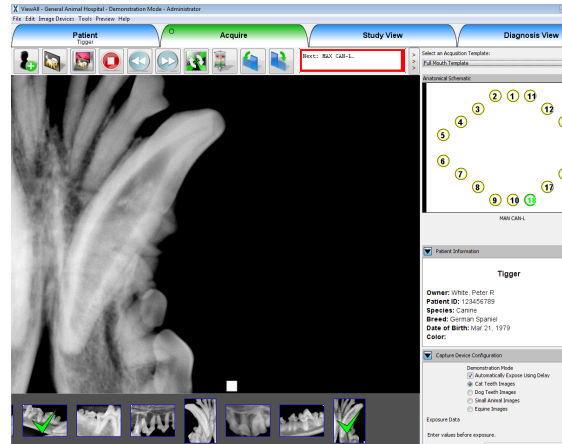 ViewAll - General Animal Hospital - Demonstration Mode - Administrator
File Edit Image Devices Tools Preview Help
Patient
Tigger
Acquire
Study View
Diagnosis View
Next: MAX CAN-L.
>
>
>
Select an Acquistion Template:
Full Mouth Template
Anatomical Schematic
2 1 11
3 12
4
5
6
7
8 17
9 10
MAN CAN-L
Patient Information
Tigger
Owner: White, Peter R
Patient ID: 123456789
Species: Canine
Breed: German Spaniel
Date of Birth: Mar 21, 1979
Color:
Capture Device Configuration
Demonstration Mode
Automatically Expose Using Delay
Cat Teeth Images
Dog Teeth Images
Small Animal Images
Equine Images
Exposure Data
Enter values before exposure.